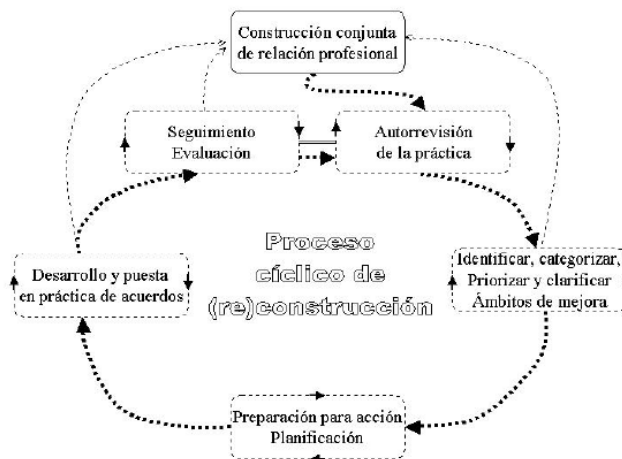 Construcción conjunta
de relación profesional
Seguimiento
Evaluación
Autorrevisión
de la práctica
Proceso
cíclico de
(re)construcción
Desarrollo y puesta
en práctica de acuerdos
Identificar, categorizar,
Priorizar y clarificar
Ámbitos de mejora
Preparación para acción
Planificación